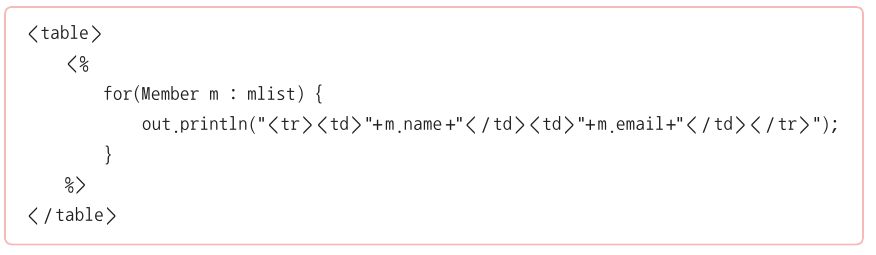 <table>
    <%
        for(Member m : mlist) {
            out.println("<tr><td>"+m.name+"</td><td>"+m.email+"</td></tr>");
        }
    %>
</table>